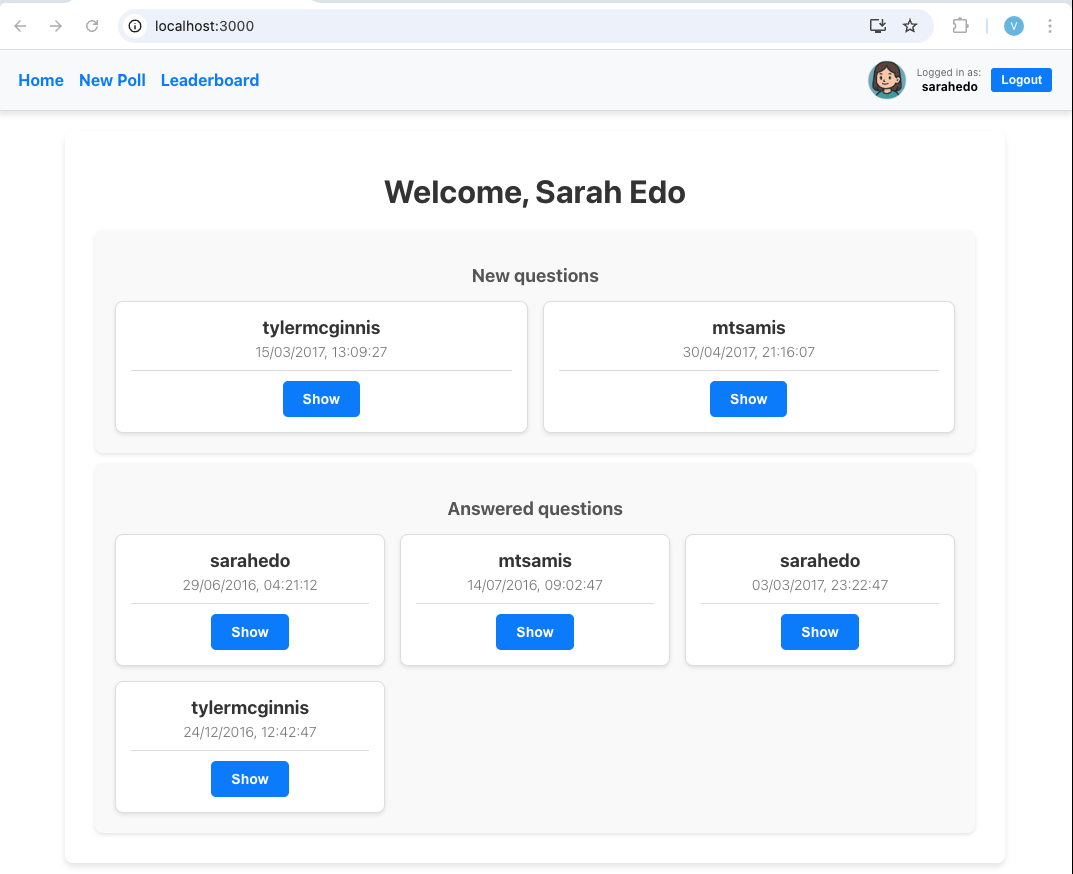 localhost:3000
V
Home New Poll Leaderboard
Logged in as:
sarahedo
Logout
Welcome, Sarah Edo
New questions
tylermcginnis
15/03/2017, 13:09:27
Show
mtsamis
30/04/2017, 21:16:07
Show
Answered questions
sarahedo
29/06/2016, 04:21:12
Show
mtsamis
14/07/2016, 09:02:47
Show
sarahedo
03/03/2017, 23:22:47
Show
tylermcginnis
24/12/2016, 12:42:47
Show